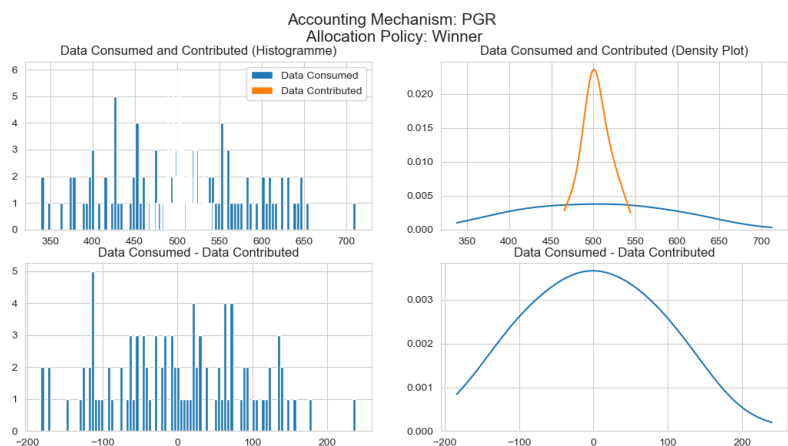 Accounting Mechanism: PGR
Allocation Policy: Winner
Data Consumed and Contributed (Histogramme)
6
5
4
3
2
1
0
350 400 450 500 550 600 650 700
Data Consumed
Data Contributed
Data Consumed and Contributed (Density Plot)
0.020
0.015
0.010
0.005
0.000
350 400 450 500 550 600 650 700
Data Consumed - Data Contributed
5
4
3
2
1
0
−200 −100 0 100 200
Data Consumed - Data Contributed
0.003
0.002
0.001
0.000
−200 −100 0 100 200